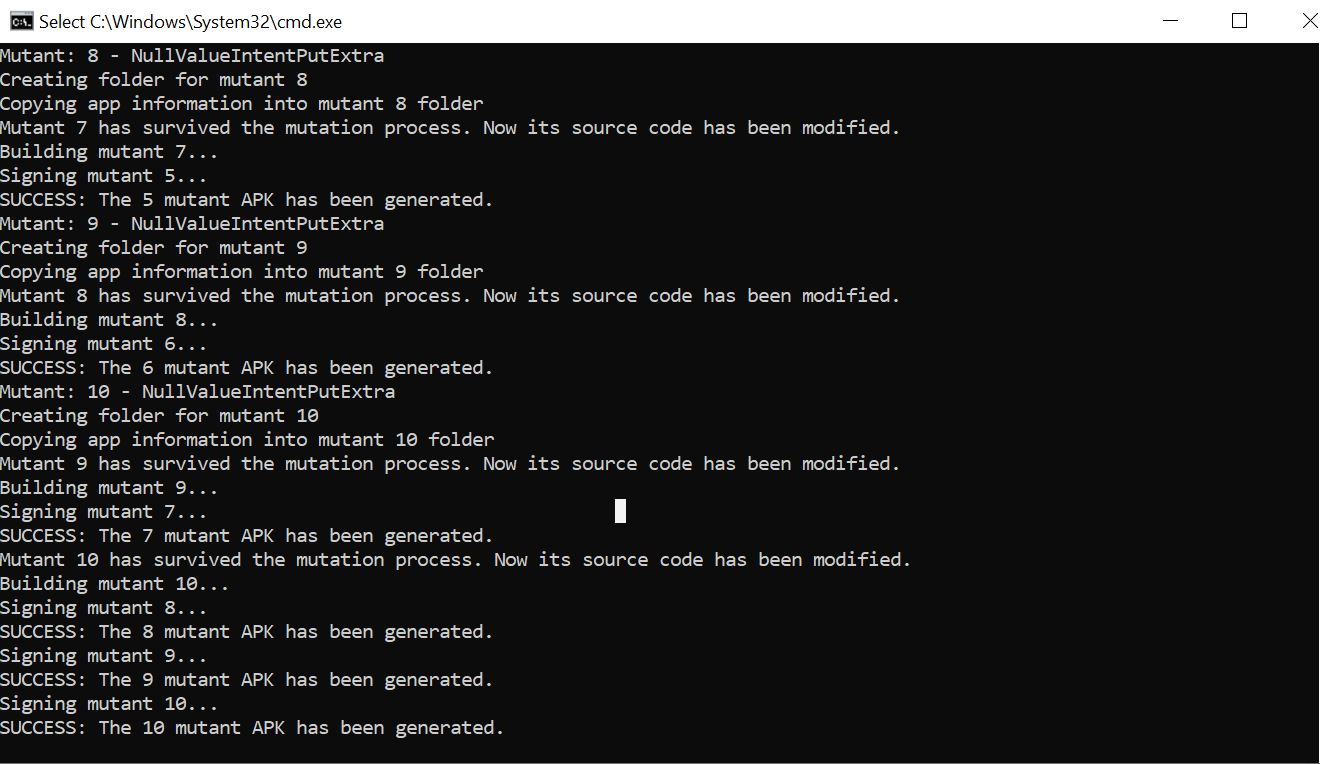 Select C:\Windows\System32\cmd.exe
Mutant: 8 - NullValueIntentPutExtra
Creating folder for mutant 8
Copying app information into mutant 8 folder
Mutant 7 has survived the mutation process. Now its source code has been modified.
Building mutant 7...
Signing mutant 5...
SUCCESS: The 5 mutant APK has been generated.
Mutant: 9 - NullValueIntentPutExtra
Creating folder for mutant 9
Copying app information into mutant 9 folder
Mutant 8 has survived the mutation process. Now its source code has been modified.
Building mutant 8...
Signing mutant 6...
SUCCESS: The 6 mutant APK has been generated.
Mutant: 10 - NullValueIntentPutExtra
Creating folder for mutant 10
Copying app information into mutant 10 folder
Mutant 9 has survived the mutation process. Now its source code has been modified.
Building mutant 9...
Signing mutant 7...
SUCCESS: The 7 mutant APK has been generated.
Mutant 10 has survived the mutation process. Now its source code has been modified.
Building mutant 10...
Signing mutant 8...
SUCCESS: The 8 mutant APK has been generated.
Signing mutant 9...
SUCCESS: The 9 mutant APK has been generated.
Signing mutant 10...
SUCCESS: The 10 mutant APK has been generated.